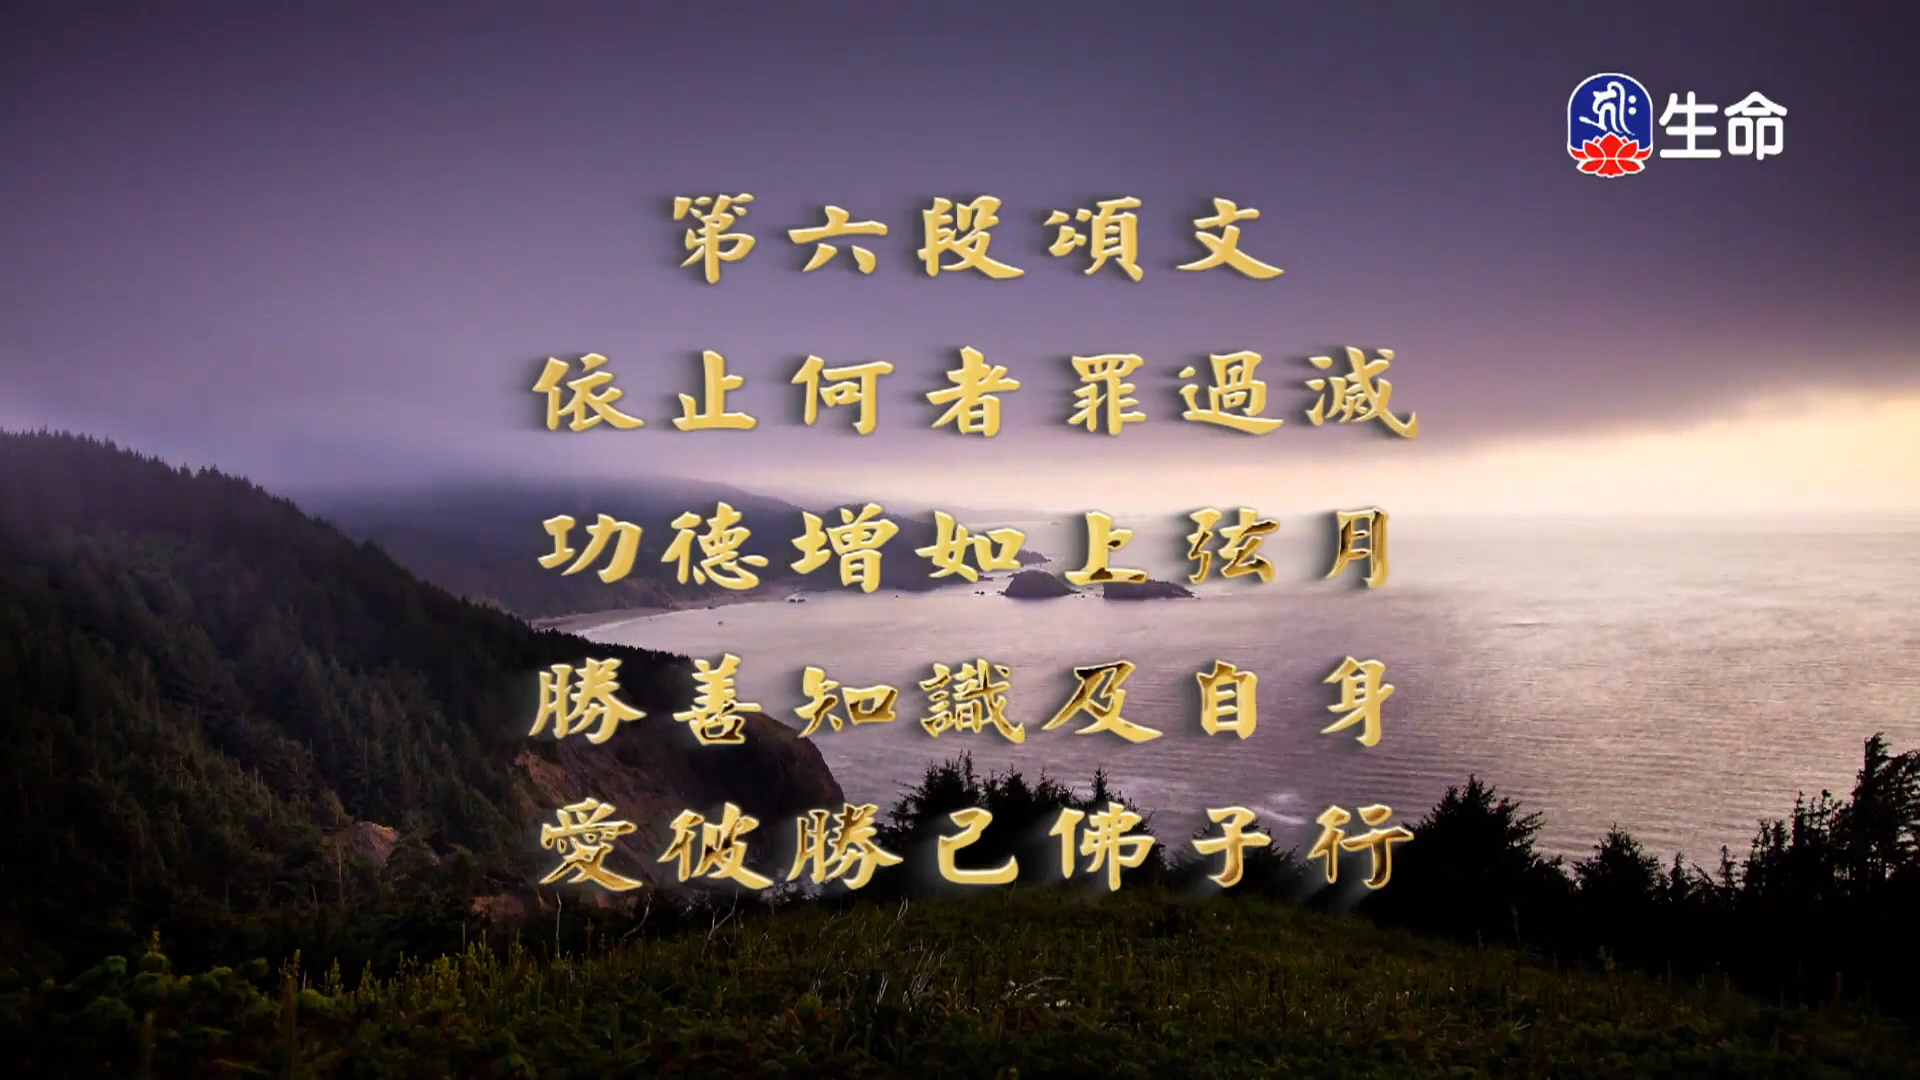 生命
第六段頌文
依止何者罪過滅
功德增如上弦月
勝善知識及自身
愛彼勝己佛子行